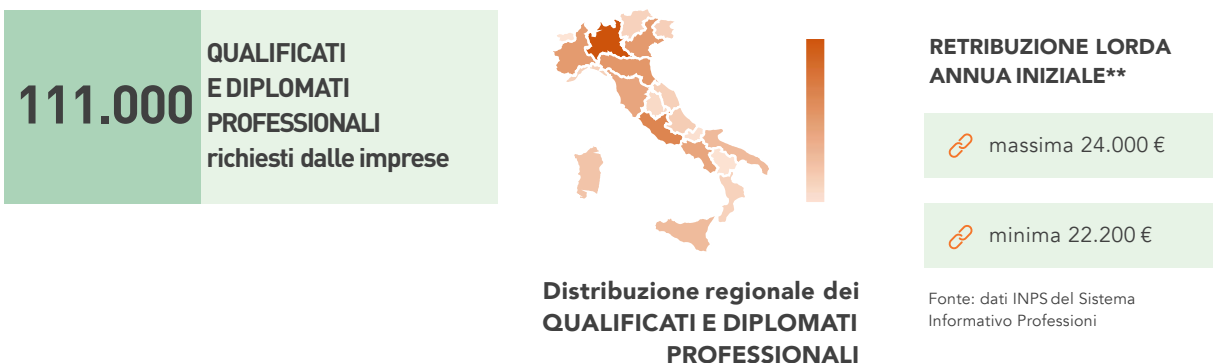 111.000
QUALIFICATI
E DIPLOMATI
PROFESSIONALI
richiesti dalle imprese
Distribuzione regionale dei
QUALIFICATI E DIPLOMATI
PROFESSIONALI
RETRIBUZIONE LORDA
ANNUA INIZIALE**
massima 24.000 €
minima 22.200 €
Fonte: dati INPS del Sistema
Informativo Professioni